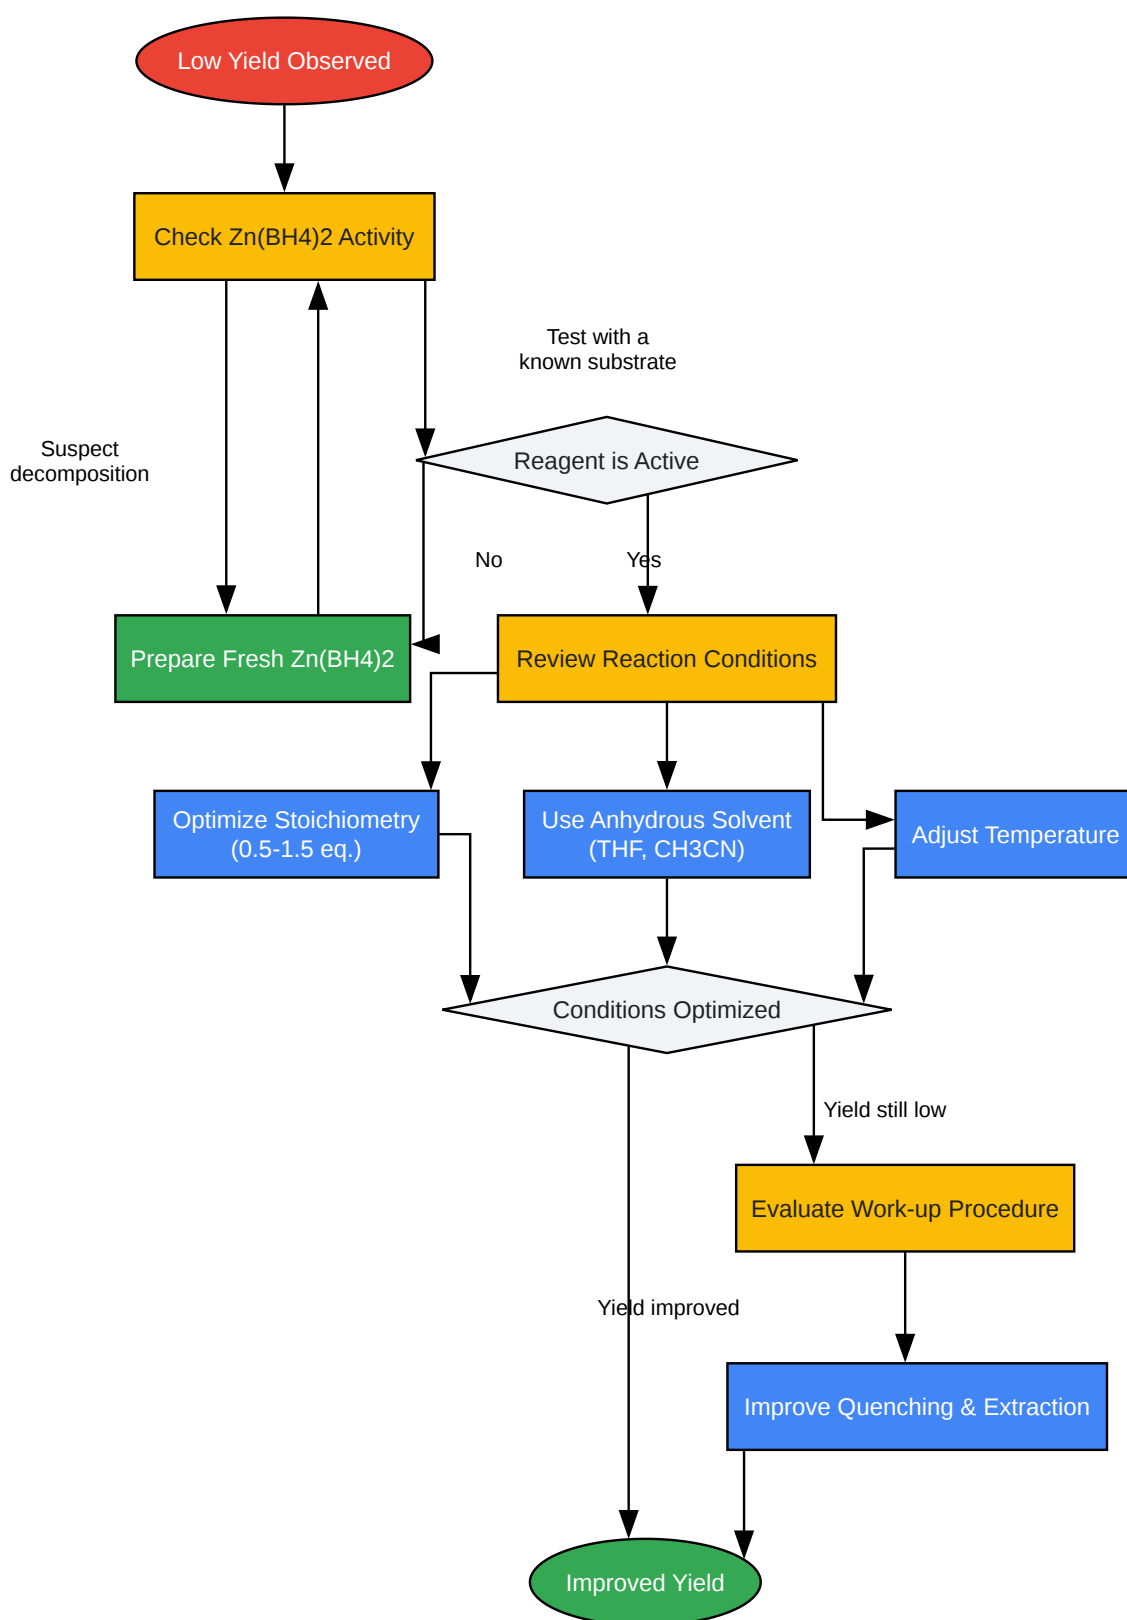 Low Yield Observed
Check Zn(BH4)2 Activity
Test with a
known substrate
Suspect
decomposition
Reagent is Active
No
Yes
Prepare Fresh Zn(BH4)2
Review Reaction Conditions
Optimize Stoichiometry
(0.5-1.5 eq.)
Use Anhydrous Solvent
(THF, CH3CN)
Adjust Temperature
Conditions Optimized
Yield still low
Evaluate Work-up Procedure
Yield improved
Improve Quenching & Extraction
Improved Yield